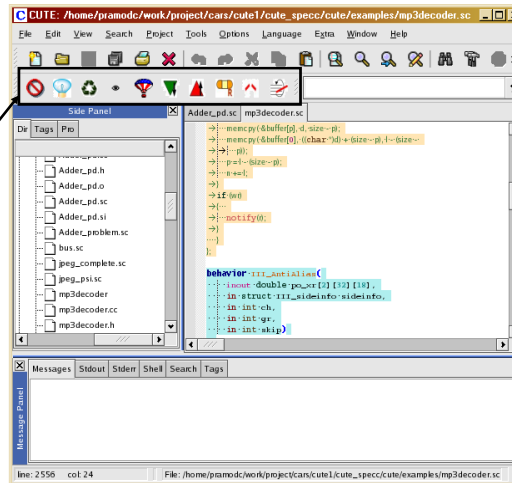 CUTE: /home/pramodc/work/project/cars/cute1/cute_specc/cute/examples/mp3decoder.sc
File Edit View Search Project Tools Options Language Extra Window Help
Side Panel
Dir Tags Pro
Adder_pd.h
Adder_pd.o
Adder_pd.sc
Adder_pd.si
Adder_problem.sc
bus.sc
jpeg_complete.sc
jpeg_psi.sc
mp3decoder
mp3decoder.cc
mp3decoder.h
Adder_pd.sc mp3decoder.sc
memcpy(&buffer[p],d,size-p);
memcpy(&buffer[0],((char*)d)+(size-p),l-(size-
p));
p=l-(size-p);
n+=l;
}
if(wr)
{
notify(r);
}
}
};
behavior III_AntiAlias(
inout double po_xr[2][32][18],
in struct III_sideinfo sideinfo,
in int ch,
in int gr,
in int skip)
Message Panel
Messages Stdout Stderr Shell Search Tags
line: 2556 col: 24 File: /home/pramodc/work/project/cars/cute1/cute_specc/cute/examples/mp3decoder.sc